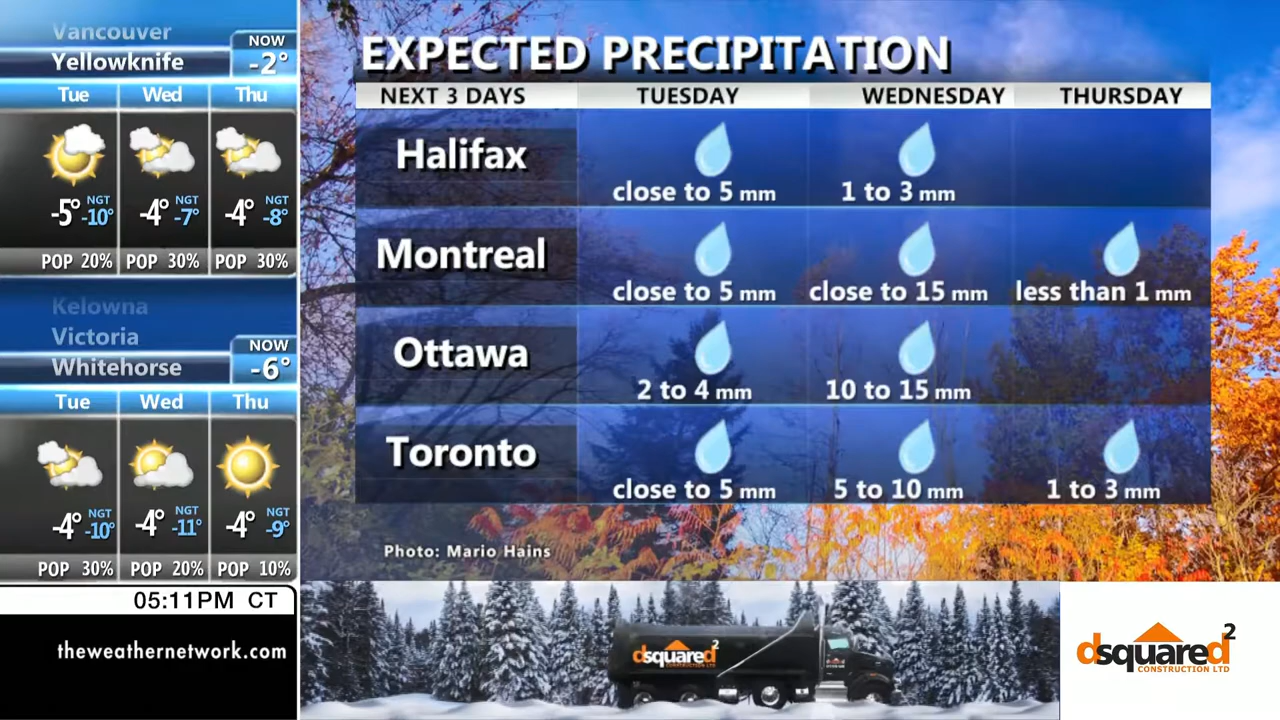 Vancouver
Yellowknife
NOW
-2°
Tue Wed Thu
-5° NGT -10° -4° NGT -7° -4° NGT -8°
POP 20% POP 30% POP 30%
Kelowna
Victoria
Whitehorse
NOW
-6°
Tue Wed Thu
-4° NGT -10° -4° NGT -11° -4° NGT -9°
POP 30% POP 20% POP 10%
05:11PM CT
theweathernetwork.com
EXPECTED PRECIPITATION
NEXT 3 DAYS TUESDAY WEDNESDAY THURSDAY
Halifax
close to 5 mm 1 to 3 mm
Montreal
close to 5 mm close to 15 mm less than 1 mm
Ottawa
2 to 4 mm 10 to 15 mm
Toronto
close to 5 mm 5 to 10 mm 1 to 3 mm
Photo: Mario Hains
dsquared2
CONSTRUCTION LTD
dsquared2
CONSTRUCTION LTD